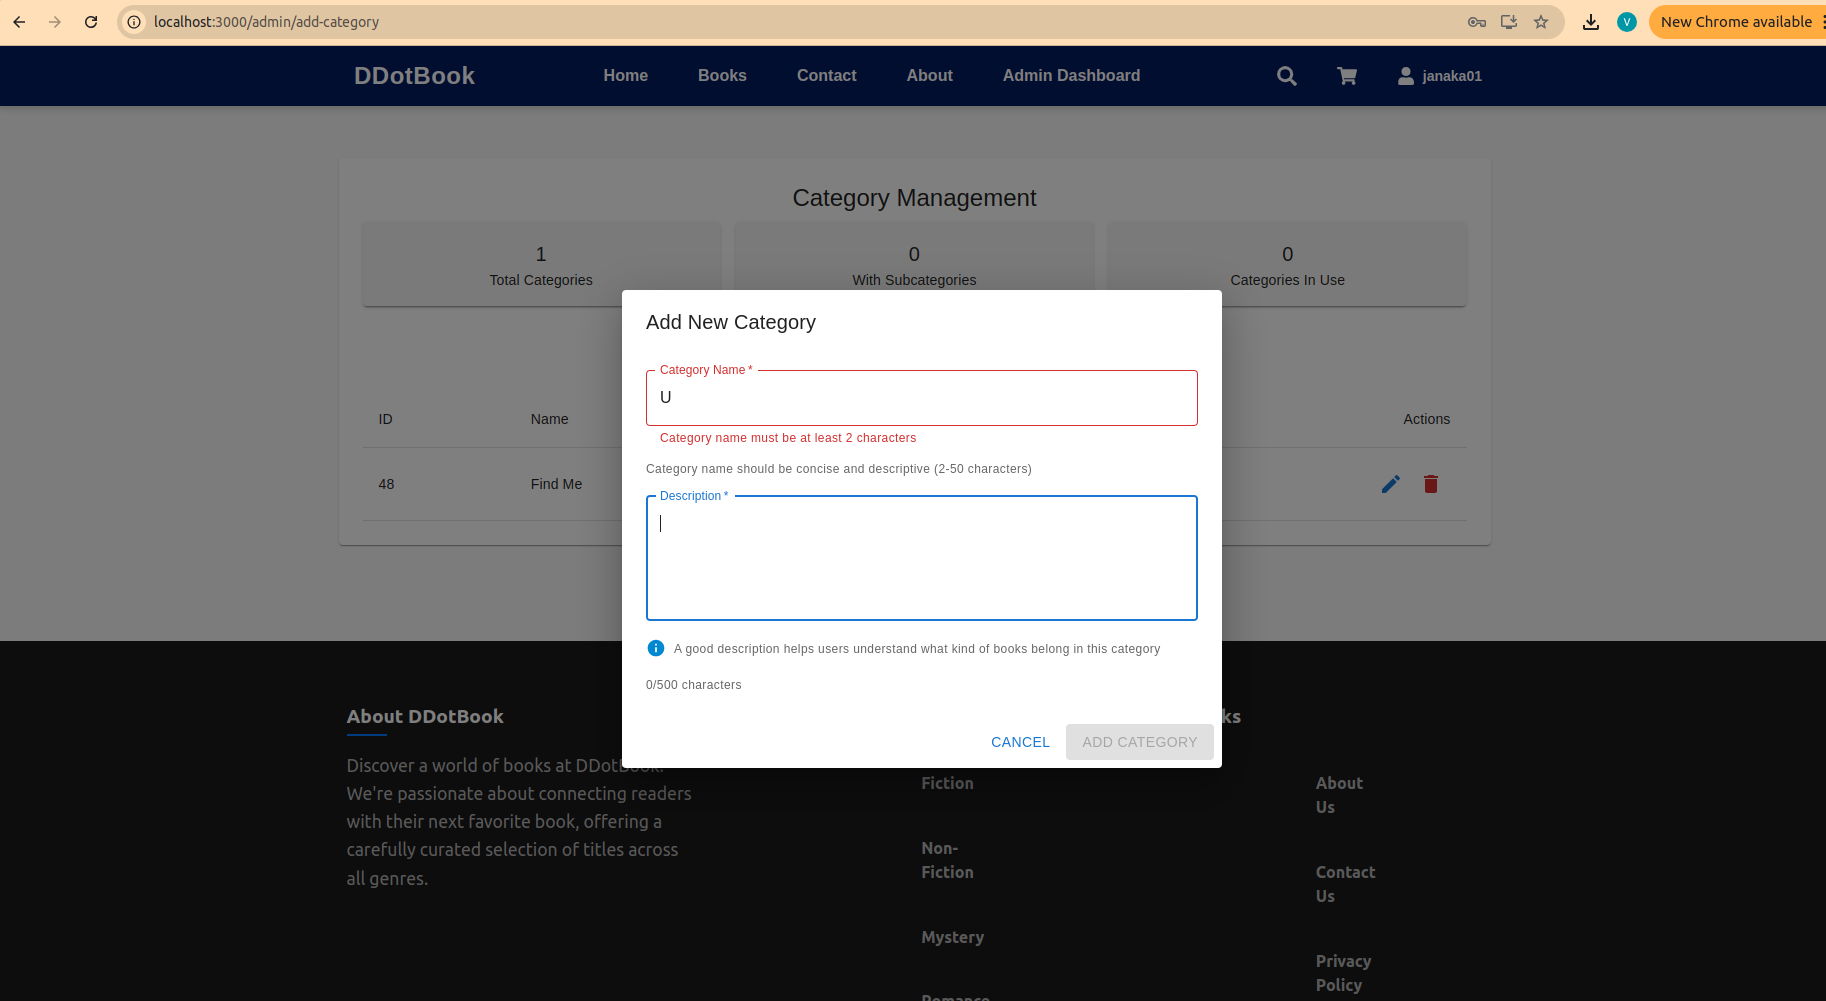 localhost:3000/admin/add-category
V
New Chrome available
DDotBook
Home
Books
Contact
About
Admin Dashboard
janaka01
Category Management
1
Total Categories
0
With Subcategories
0
Categories In Use
Add New Category
Category Name *
U
Category name must be at least 2 characters
Category name should be concise and descriptive (2-50 characters)
Description *
A good description helps users understand what kind of books belong in this category
0/500 characters
CANCEL
ADD CATEGORY
ID
Name
Actions
48
Find Me
About DDotBook
Discover a world of books at DDotBook.
We're passionate about connecting readers
with their next favorite book, offering a
carefully curated selection of titles across
all genres.
Fiction
Non-
Fiction
Mystery
Romance
ks
About
Us
Contact
Us
Privacy
Policy